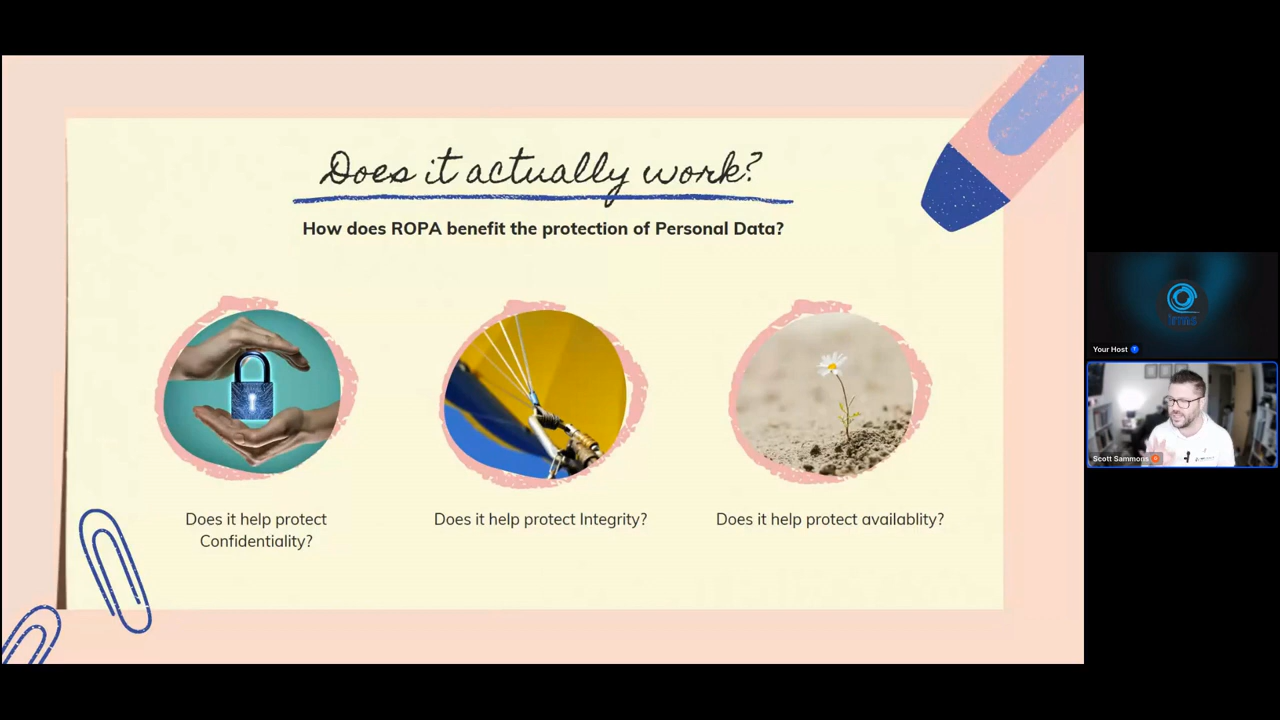 Does it actually work?
How does ROPA benefit the protection of Personal Data?
Does it help protect
Confidentiality?
Does it help protect Integrity?
Does it help protect availablity?
Your Host
Scott Sammons